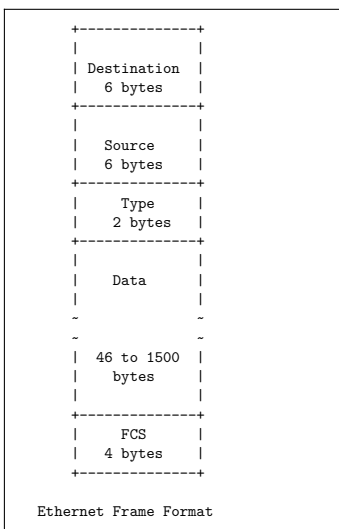 +--------------+
|              |
| Destination  |
|   6 bytes    |
+--------------+
|              |
|   Source     |
|   6 bytes    |
+--------------+
|     Type     |
|    2 bytes   |
+--------------+
|              |
|    Data      |
|              |
~              ~
~              ~
|  46 to 1500  |
|    bytes     |
|              |
+--------------+
|     FCS      |
|   4 bytes    |
+--------------+
Ethernet Frame Format